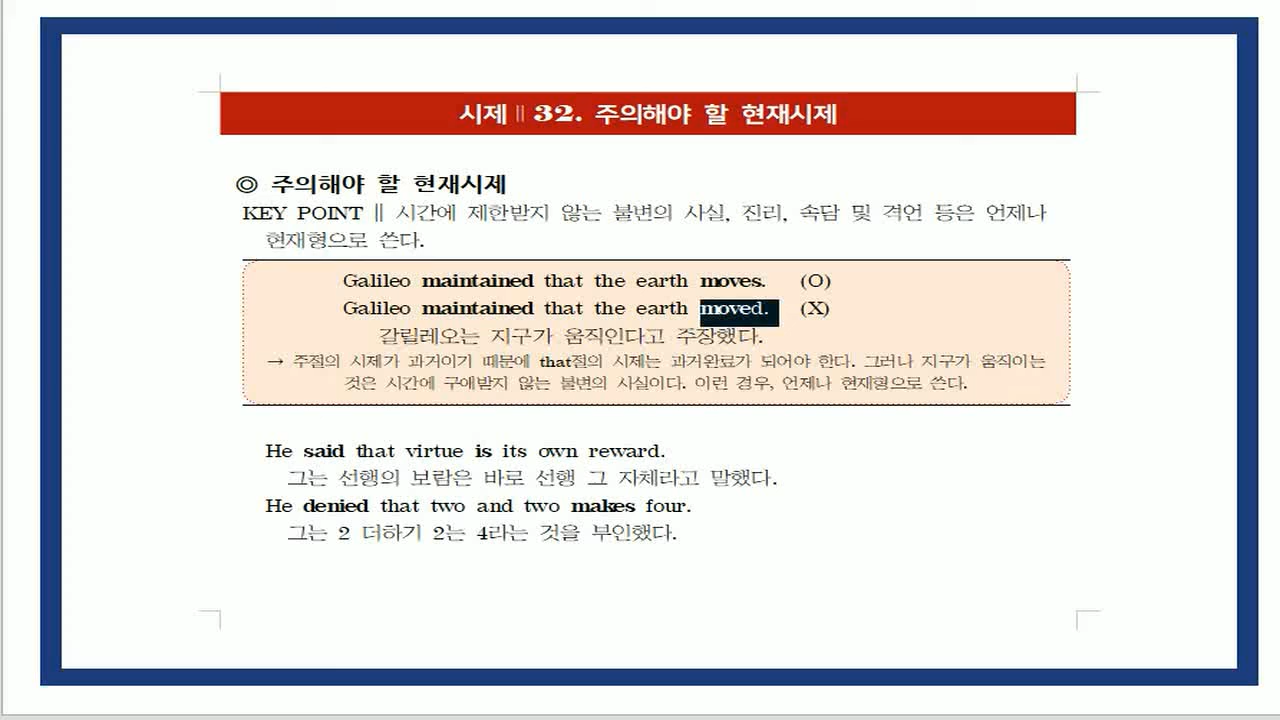 시제 ∥ 32. 주의해야 할 현재시제
◎ 주의해야 할 현재시제
KEY POINT ∥ 시간에 제한받지 않는 불변의 사실, 진리, 속담 및 격언 등은 언제나
현재형으로 쓴다.
Galileo maintained that the earth moves. (O)
Galileo maintained that the earth moved. (X)
갈릴레오는 지구가 움직인다고 주장했다.
→ 주절의 시제가 과거이기 때문에 that절의 시제는 과거완료가 되어야 한다. 그러나 지구가 움직이는
것은 시간에 구애받지 않는 불변의 사실이다. 이런 경우, 언제나 현재형으로 쓴다.
He said that virtue is its own reward.
그는 선행의 보람은 바로 선행 그 자체라고 말했다.
He denied that two and two makes four.
그는 2 더하기 2는 4라는 것을 부인했다.